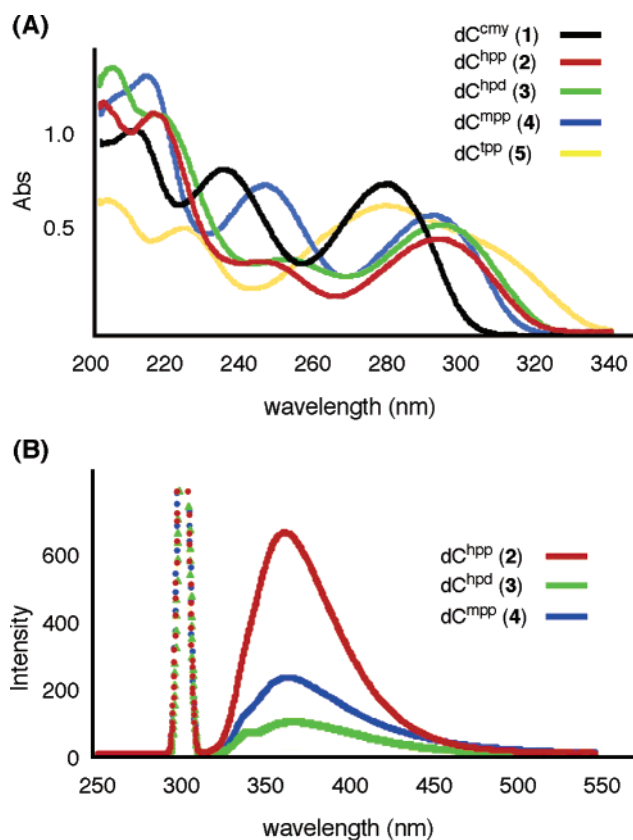 (A)
dC^cmy (1)
dC^hpp (2)
dC^hpd (3)
dC^mpp (4)
dC^tpp (5)
1.0
0.5
Abs
200 220 240 260 280 300 320 340
wavelength (nm)
(B)
600
400
200
0
Intensity
dC^hpp (2)
dC^hpd (3)
dC^mpp (4)
250 300 350 400 450 500 550
wavelength (nm)